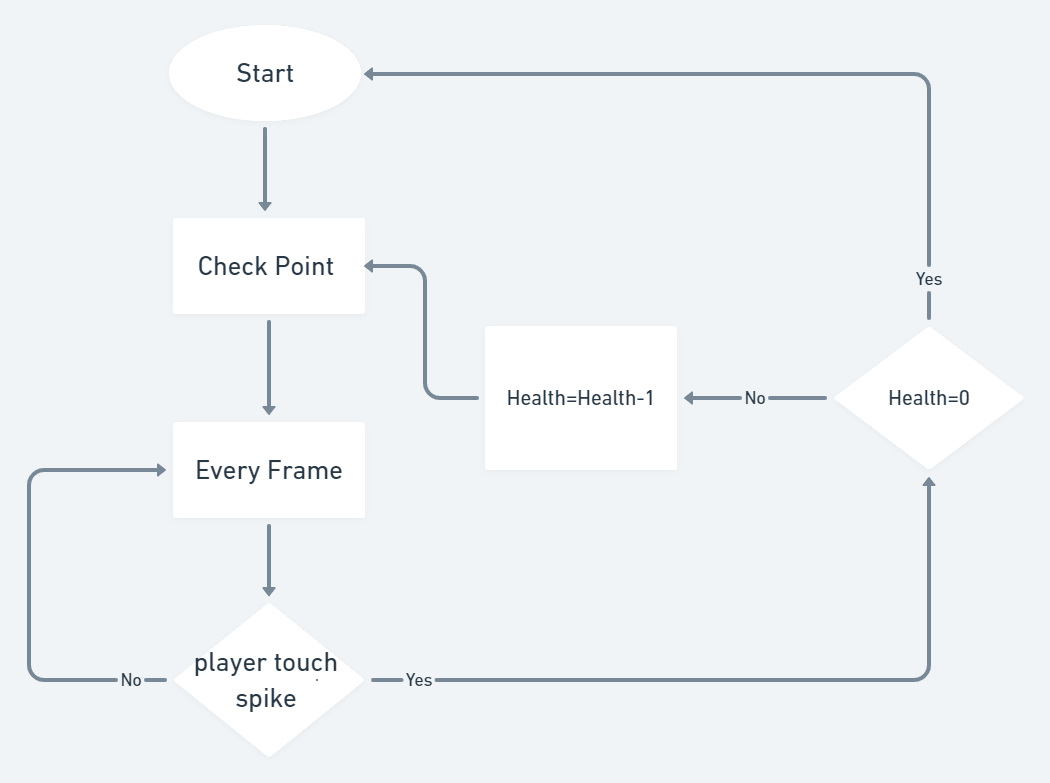 Start
Check Point
Yes
Health=Health-1
No
Health=0
Every Frame
player touch
spike
No
Yes